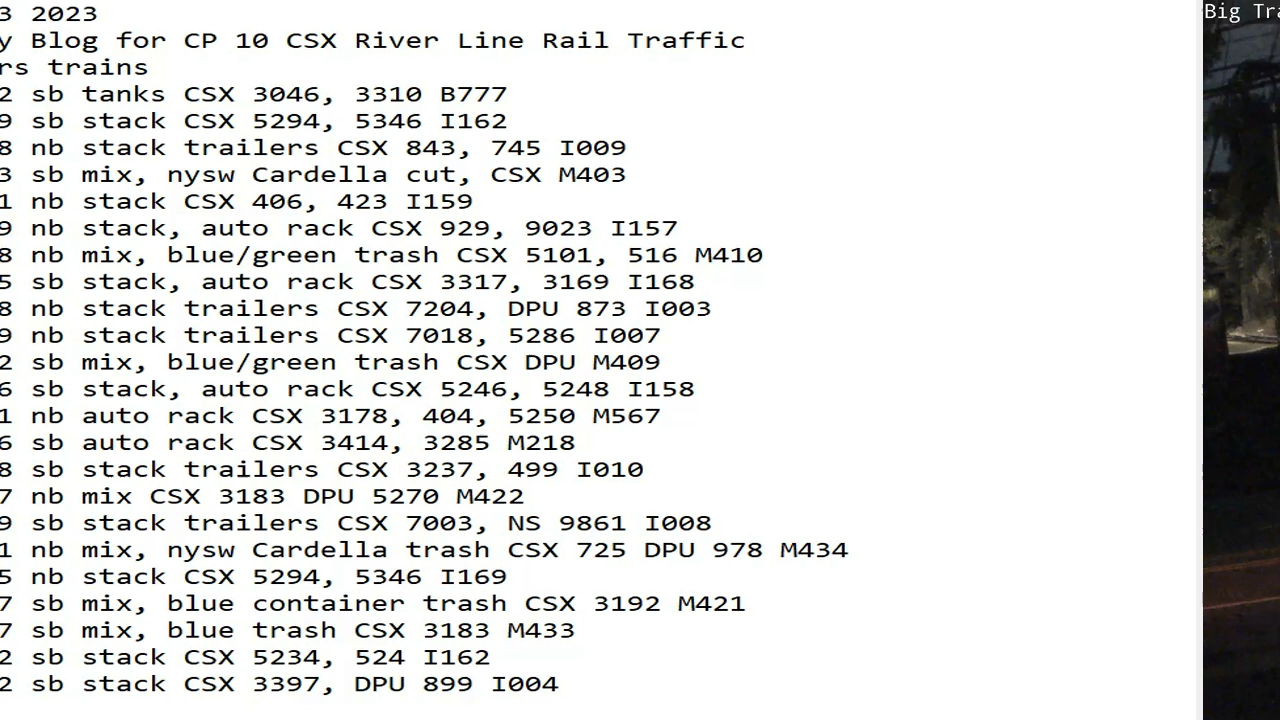 3 2023
y Blog for CP 10 CSX River Line Rail Traffic
rs trains
2 sb tanks CSX 3046, 3310 B777
9 sb stack CSX 5294, 5346 I162
8 nb stack trailers CSX 843, 745 I009
3 sb mix, nysw Cardella cut, CSX M403
1 nb stack CSX 406, 423 I159
9 nb stack, auto rack CSX 929, 9023 I157
8 nb mix, blue/green trash CSX 5101, 516 M410
5 sb stack, auto rack CSX 3317, 3169 I168
8 nb stack trailers CSX 7204, DPU 873 I003
9 nb stack trailers CSX 7018, 5286 I007
2 sb mix, blue/green trash CSX DPU M409
6 sb stack, auto rack CSX 5246, 5248 I158
1 nb auto rack CSX 3178, 404, 5250 M567
6 sb auto rack CSX 3414, 3285 M218
8 sb stack trailers CSX 3237, 499 I010
7 nb mix CSX 3183 DPU 5270 M422
9 sb stack trailers CSX 7003, NS 9861 I008
1 nb mix, nysw Cardella trash CSX 725 DPU 978 M434
5 nb stack CSX 5294, 5346 I169
7 sb mix, blue container trash CSX 3192 M421
7 sb mix, blue trash CSX 3183 M433
2 sb stack CSX 5234, 524 I162
2 sb stack CSX 3397, DPU 899 I004
Big Tra